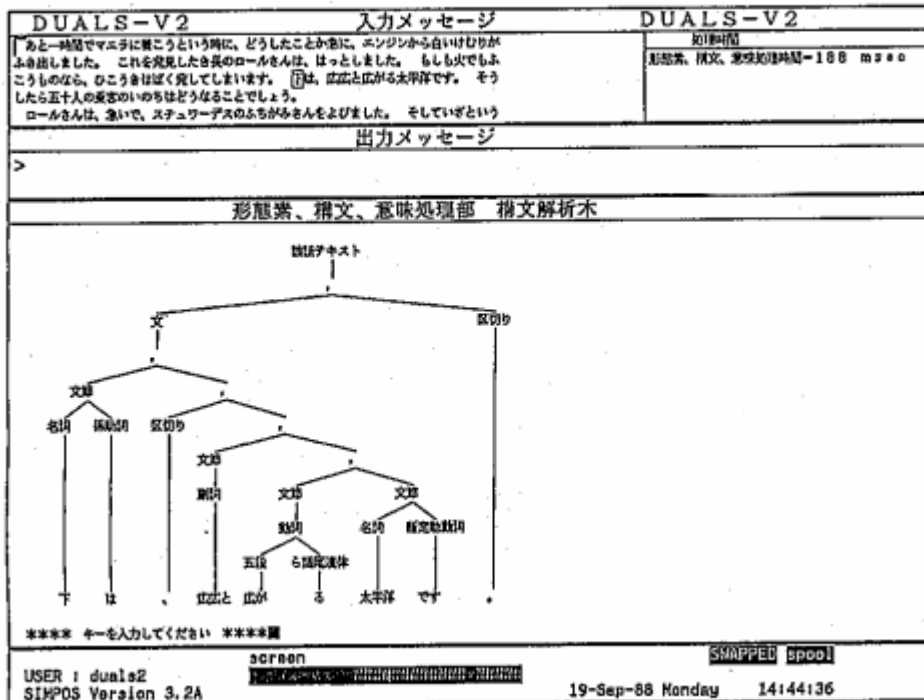 DUALS-V2 入力メッセージ DUALS-V2
あと一時間でマニラに着こうという時に、どうしたことか急に、エンジンから白いけむりが
ふき出しました。 これを発見したき長のロールさんは、はっとしました。 もしも火でもふ
こうものなら、ひこうきはばく発してしまいます。 下は、広広と広がる太平洋です。 そう
したら五十人の乗客のいのちはどうなることでしょう。
ロールさんは、急いで、スチュワーデスのふちがみさんをよびました。 そしていざという
処理時間
形態素、構文、意味処理時間=188 msec
出力メッセージ
>
形態素、構文、意味処理部 構文解析木
談話テキスト
文 区切り
文節
名詞 係助詞 区切り
文節
副詞 文節 文節
動詞 名詞 断定助動詞
五段 ら語尾連体
下 は 、 広広と 広が る 太平洋 です 。
**** キーを入力してください ****
screen SNAPPED spool
USER : duals2
SIMPOS Version 3.2A 19-Sep-88 Monday 14:44:36